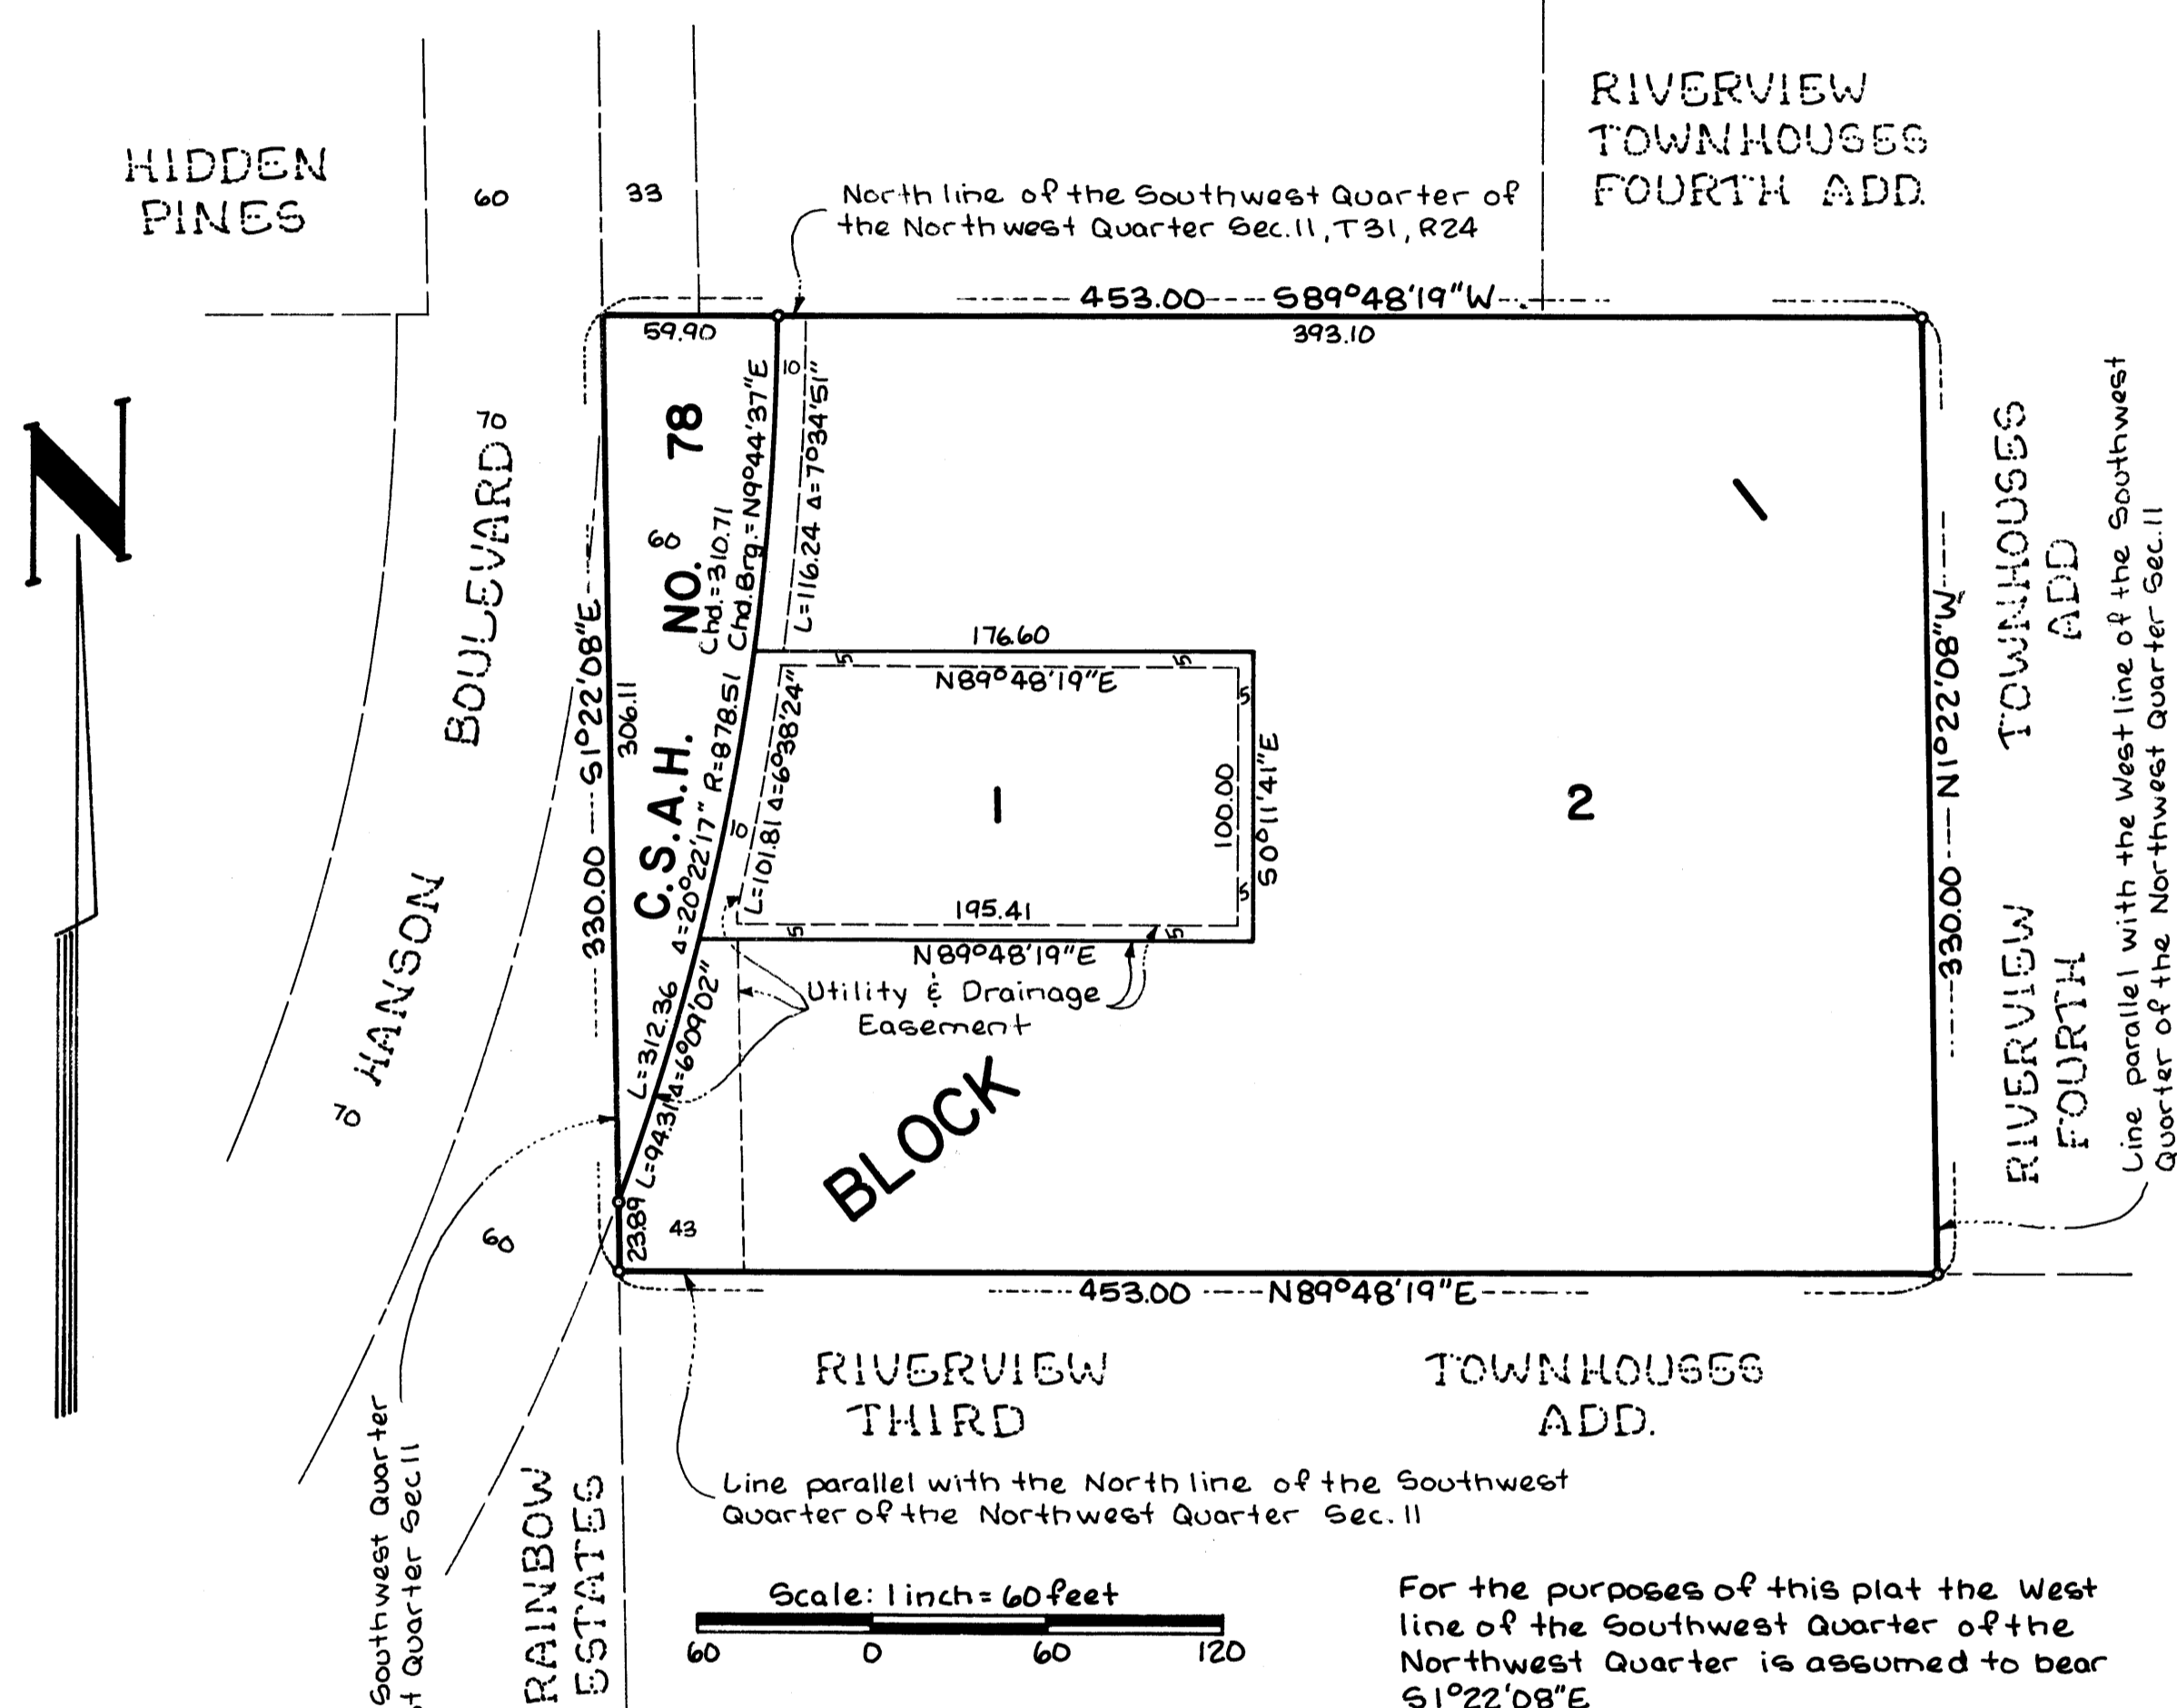 HIDDEN
PINES
60
33
North line of the Southwest Quarter of
the Northwest Quarter Sec.11, T31, R24
RIVERVIEW
TOWNHOUSES
FOURTH ADD.
453.00 S89°48'19"W
59.90
393.10
N
BOULEVARD
70
HANSON
70
330.00 S1°22'08"E
306.11
C.S.A.H. NO. 78
60
Chd.=310.71
Chd.Brg.=N9°44'37"E
L=312.36 Δ=20°22'17" R=878.51
10
L=116.24 Δ=7°34'51"
176.60
N89°48'19"E
5
5
5
5
5
5
10
L=101.81 Δ=6°38'24"
1
100.00
S0°11'41"E
195.41
N89°48'19"E
Utility & Drainage
Easement
L=94.31 Δ=6°09'02"
23.89
43
60
BLOCK
1
2
330.00 N1°22'08"W
453.00 N89°48'19"E
RIVERVIEW TOWNHOUSES
FOURTH ADD
Line parallel with the West line of the Southwest
Quarter of the Northwest Quarter Sec.11
RIVERVIEW TOWNHOUSES
THIRD ADD.
Line parallel with the North line of the Southwest
Quarter of the Northwest Quarter Sec. 11
Southwest Quarter
t Quarter Sec11
RAINBOW
ESTATES
Scale: 1 inch = 60 feet
60 0 60 120
For the purposes of this plat the West
line of the Southwest Quarter of the
Northwest Quarter is assumed to bear
S1°22'08"E